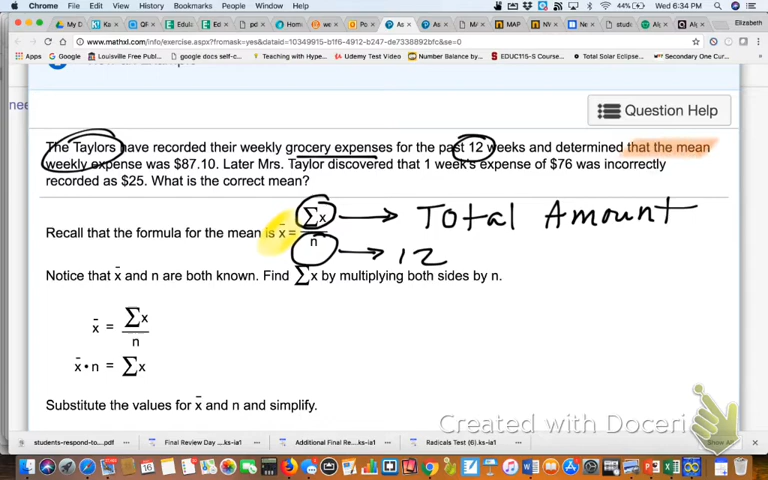 Chrome File Edit View History Bookmarks People Window Help
44% Wed 6:34 PM
Elizabeth
www.mathxl.com/info/exercise.aspx?fromask=yes&dataid=10349915-b1f6-4912-b247-de7338892bfc&se=0
Apps Google Louisville Free Publ google docs self-c Teaching with Hype Udemy Test Video EDUC115-S Course Total Solar Eclipse Secondary One Curr
Question Help
The Taylors have recorded their weekly grocery expenses for the past 12 weeks and determined that the mean
weekly expense was $87.10. Later Mrs. Taylor discovered that 1 week's expense of $76 was incorrectly
recorded as $25. What is the correct mean?
Σx → Total Amount
Recall that the formula for the mean is x̄ =
n → 12
Notice that x̄ and n are both known. Find Σx by multiplying both sides by n.
x̄ = Σx
n
x̄ • n = Σx
Substitute the values for x̄ and n and simplify.
Created with Doceri
students-respond-to....pdf Final Review Day ....ks-ia1 Additional Final Re....ks-ia1 Radicals Test (6).ks-ia1 Show All